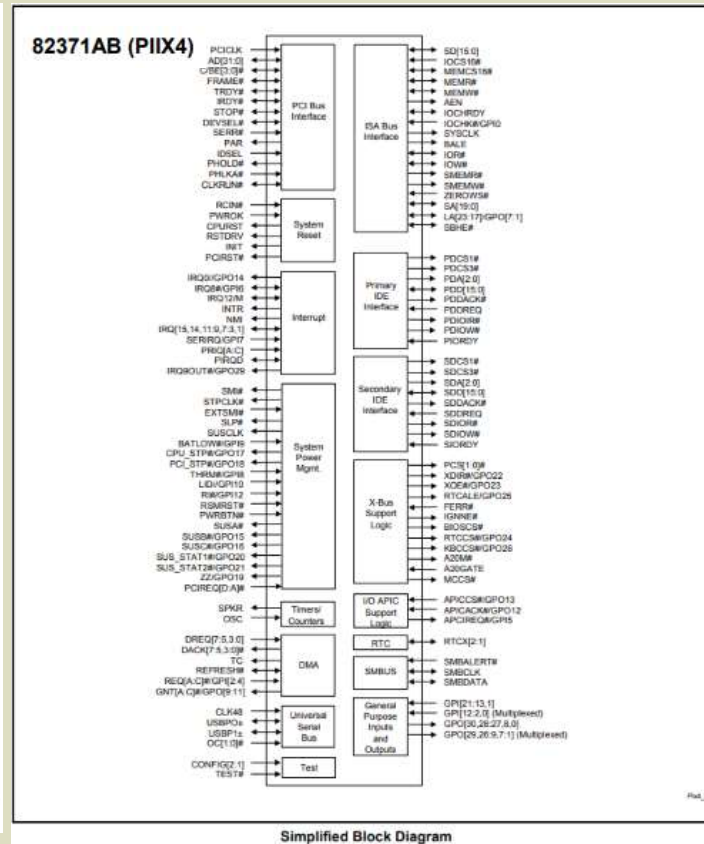 82371AB (PIIX4)
PCICLK
AD[31:0]
C/BE[3:0]#
FRAME#
TRDY#
IRDY#
STOP#
DEVSEL#
SERR#
PAR
IDSEL
PHOLD#
PHLKA#
CLKRUN#
PCI Bus
Interface
RCIN#
PWROK
CPURST
RSTDRV
INIT
PCIRST#
System
Reset
IRQ0/GPO14
IRQ8#/GPI6
IRQ12/M
INTR
NMI
IRQ[15,14,11:9,7:3,1]
SERIRQ/GPI7
PRIQ[A:C]
PIRQD
IRQ9OUT#/GPO29
Interrupt
SMI#
STPCLK#
EXTSMI#
SLP#
SUSCLK
BATLOW#/GPI9
CPU_STP#/GPO17
PCI_STP#/GPO18
THRM#/GPI8
LID/GPI10
RI#/GPI12
RSMRST#
PWRBTN#
SUSA#
SUSB#/GPO15
SUSC#/GPO16
SUS_STAT1#/GPO20
SUS_STAT2#/GPO21
ZZ/GPO19
PCIREQ[D:A]#
System
Power
Mgmt.
SPKR
OSC
Timers/
Counters
DREQ[7:5,3:0]
DACK[7:5,3:0]#
TC
REFRESH#
REQ[A:C]#/GPI[2:4]
GNT[A:C]#/GPO[9:11]
DMA
CLK48
USBP0±
USBP1±
OC[1:0]#
Universal
Serial
Bus
CONFIG[2:1]
TEST#
Test
ISA Bus
Interface
SD[15:0]
IOCS16#
MEMCS16#
MEMR#
MEMW#
AEN
IOCHRDY
IOCHK#/GPI0
SYSCLK
BALE
IOR#
IOW#
SMEMR#
SMEMW#
ZEROWS#
SA[19:0]
LA[23:17]/GPO[7:1]
SBHE#
Primary
IDE
Interface
PDCS1#
PDCS3#
PDA[2:0]
PDD[15:0]
PDDACK#
PDDREQ
PDIOR#
PDIOW#
PIORDY
Secondary
IDE
Interface
SDCS1#
SDCS3#
SDA[2:0]
SDD[15:0]
SDDACK#
SDDREQ
SDIOR#
SDIOW#
SIORDY
X-Bus
Support
Logic
PCS[1:0]#
XDIR#/GPO22
XOE#/GPO23
RTCALE/GPO25
FERR#
IGNNE#
BIOSCS#
RTCCS#/GPO24
KBCCS#/GPO26
A20M#
A20GATE
MCCS#
I/O APIC
Support
Logic
APICCS#/GPO13
APICACK#/GPO12
APCIREQ#/GPI5
RTC
RTCX[2:1]
SMBUS
SMBALERT#
SMBCLK
SMBDATA
General
Purpose
Inputs
and
Outputs
GPI[21:13,1]
GPI[12:2,0] (Multiplexed)
GPO[30,28:27,8,0]
GPO[29,26:9,7:1] (Multiplexed)
Simplified Block Diagram